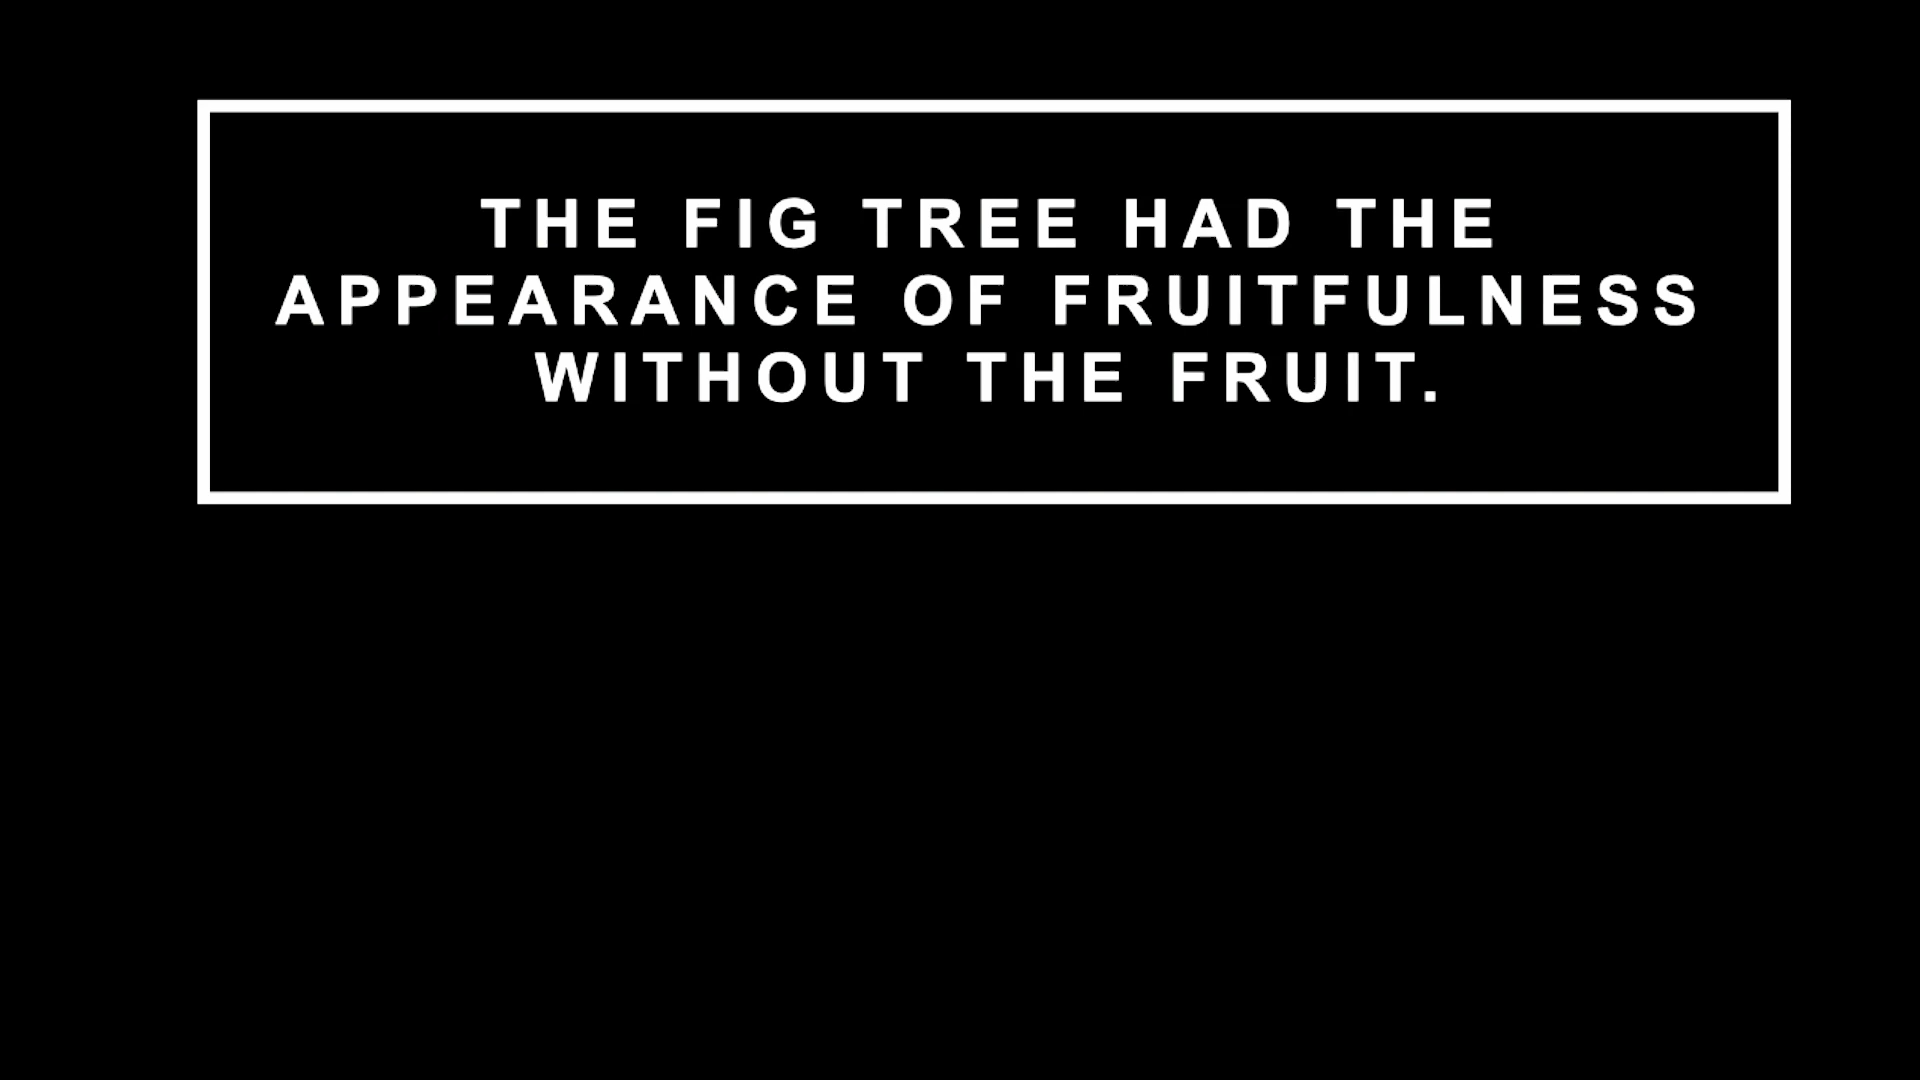 THE FIG TREE HAD THE
APPEARANCE OF FRUITFULNESS
WITHOUT THE FRUIT.